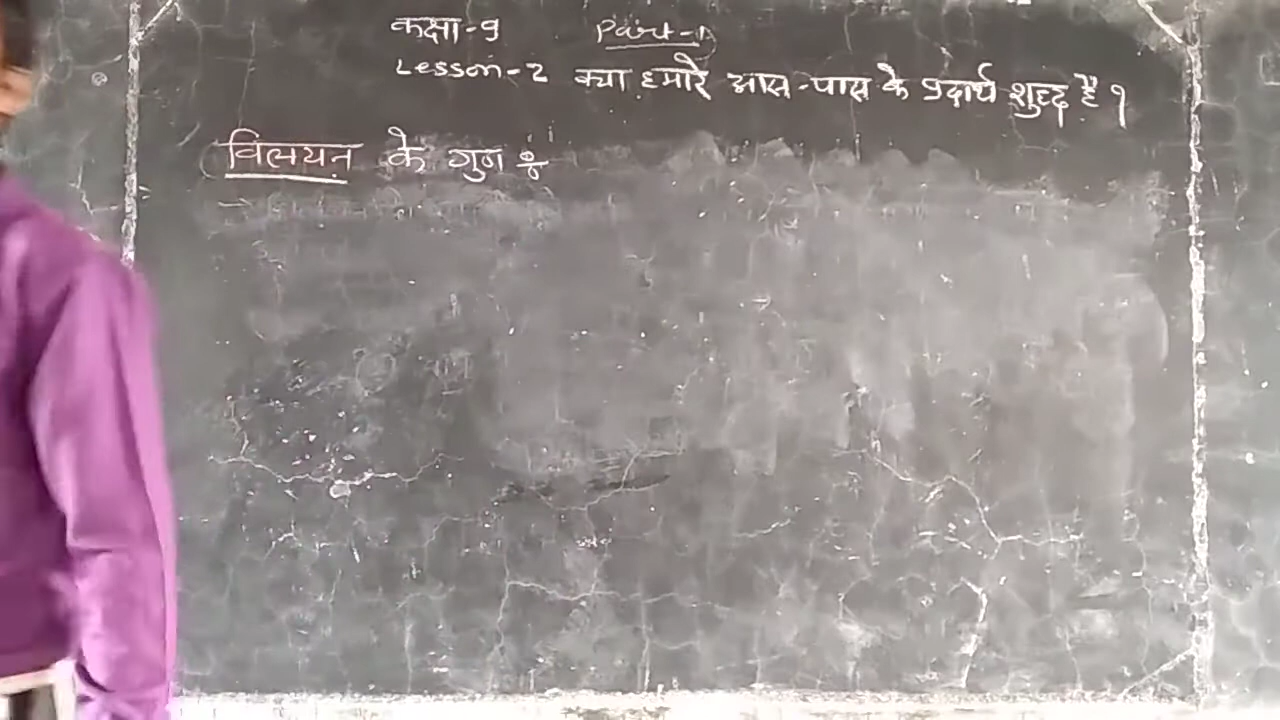 कक्षा-9 Part-1
Lesson-2 क्या हमारे आस-पास के पदार्थ शुद्ध है ?
विलयन के गुण ÷